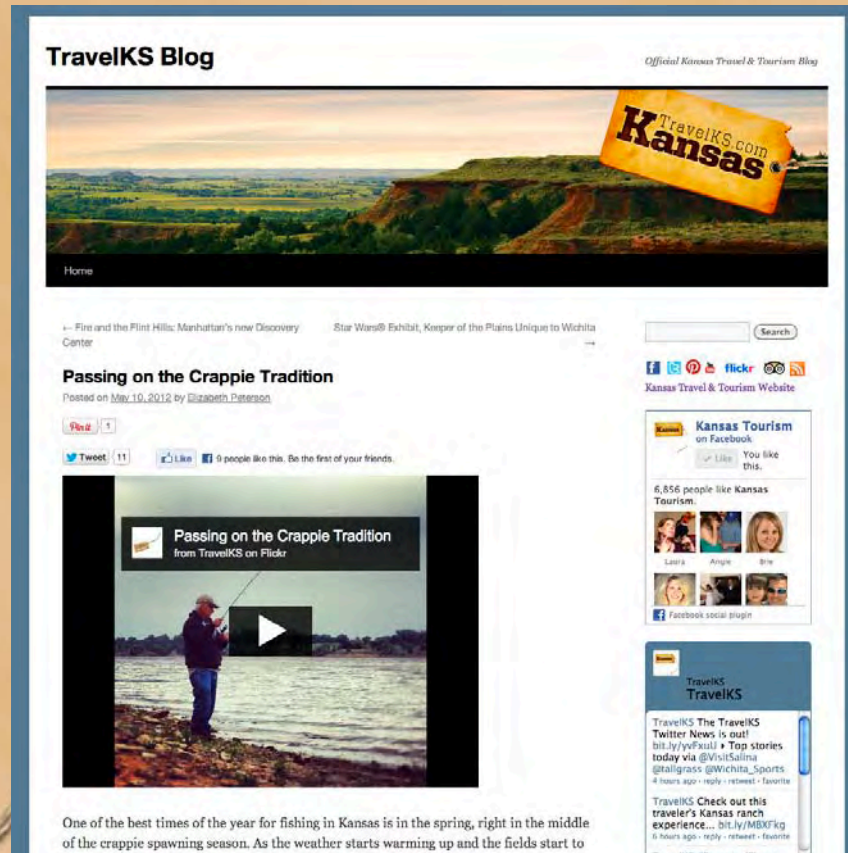 TravelKS Blog
Official Kansas Travel & Tourism Blog
TravelKS.com
Kansas
Home
← Fire and the Flint Hills: Manhattan's new Discovery
Center
Star Wars® Exhibit, Keeper of the Plains Unique to Wichita
→
Search
Passing on the Crappie Tradition
Posted on May 10, 2012 by Elizabeth Peterson
flickr
Kansas Travel & Tourism Website
Pin it 1
Tweet 11 Like 9 people like this. Be the first of your friends.
Passing on the Crappie Tradition
from TravelKS on Flickr
Kansas
Kansas Tourism
on Facebook
Like You like
this.
6,856 people like Kansas
Tourism.
Laura Angie Brie
Facebook social plugin
Kansas
TravelKS
TravelKS
TravelKS The TravelKS
Twitter News is out!
bit.ly/yvFxuU ▸ Top stories
today via @VisitSalina
@tallgrass @Wichita_Sports
4 hours ago · reply · retweet · favorite
TravelKS Check out this
traveler's Kansas ranch
experience... bit.ly/MBXFkg
6 hours ago · reply · retweet · favorite
One of the best times of the year for fishing in Kansas is in the spring, right in the middle
of the crappie spawning season. As the weather starts warming up and the fields start to